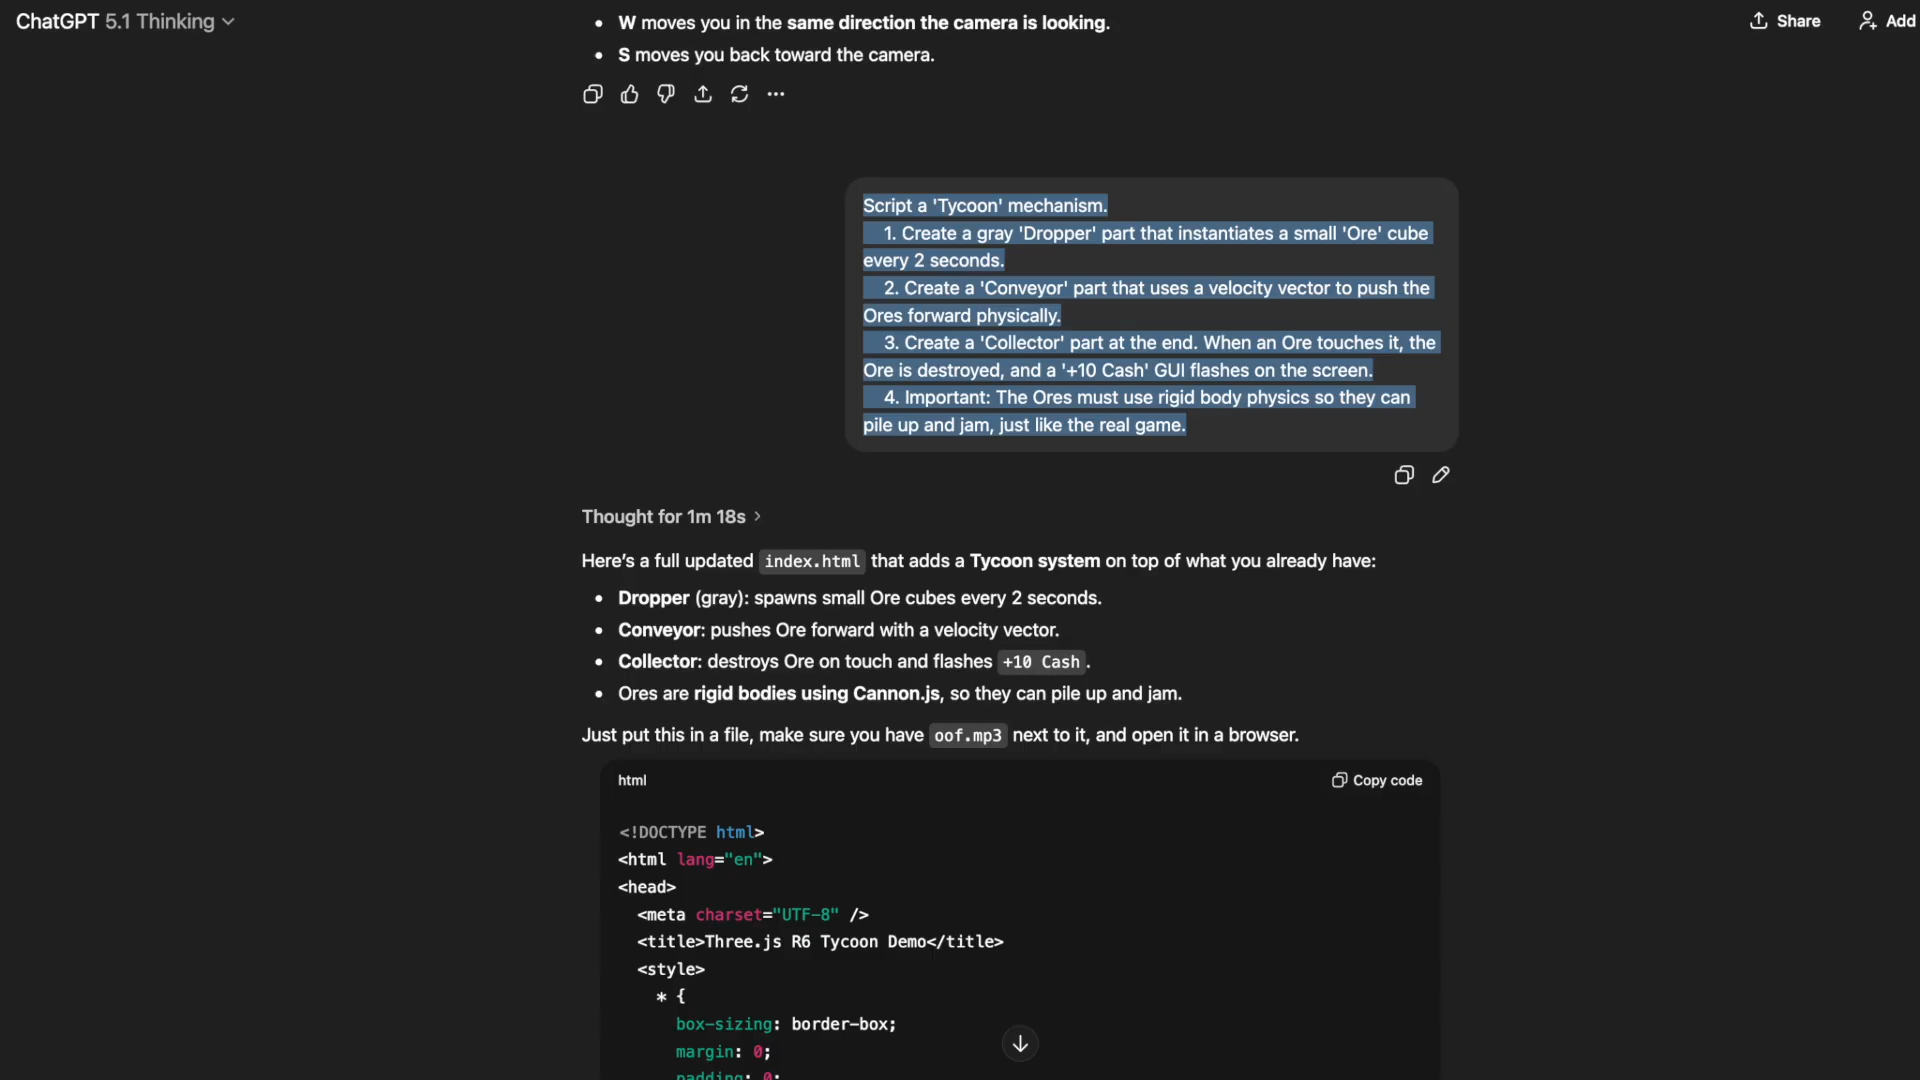 ChatGPT 5.1 Thinking
Share
Add
• W moves you in the same direction the camera is looking.
• S moves you back toward the camera.
Script a 'Tycoon' mechanism.
1. Create a gray 'Dropper' part that instantiates a small 'Ore' cube
every 2 seconds.
2. Create a 'Conveyor' part that uses a velocity vector to push the
Ores forward physically.
3. Create a 'Collector' part at the end. When an Ore touches it, the
Ore is destroyed, and a '+10 Cash' GUI flashes on the screen.
4. Important: The Ores must use rigid body physics so they can
pile up and jam, just like the real game.
Thought for 1m 18s
Here’s a full updated index.html that adds a Tycoon system on top of what you already have:
• Dropper (gray): spawns small Ore cubes every 2 seconds.
• Conveyor: pushes Ore forward with a velocity vector.
• Collector: destroys Ore on touch and flashes +10 Cash.
• Ores are rigid bodies using Cannon.js, so they can pile up and jam.
Just put this in a file, make sure you have oof.mp3 next to it, and open it in a browser.
html
Copy code
<!DOCTYPE html>
<html lang="en">
<head>
<meta charset="UTF-8" />
<title>Three.js R6 Tycoon Demo</title>
<style>
* {
box-sizing: border-box;
margin: 0;
padding: 0;